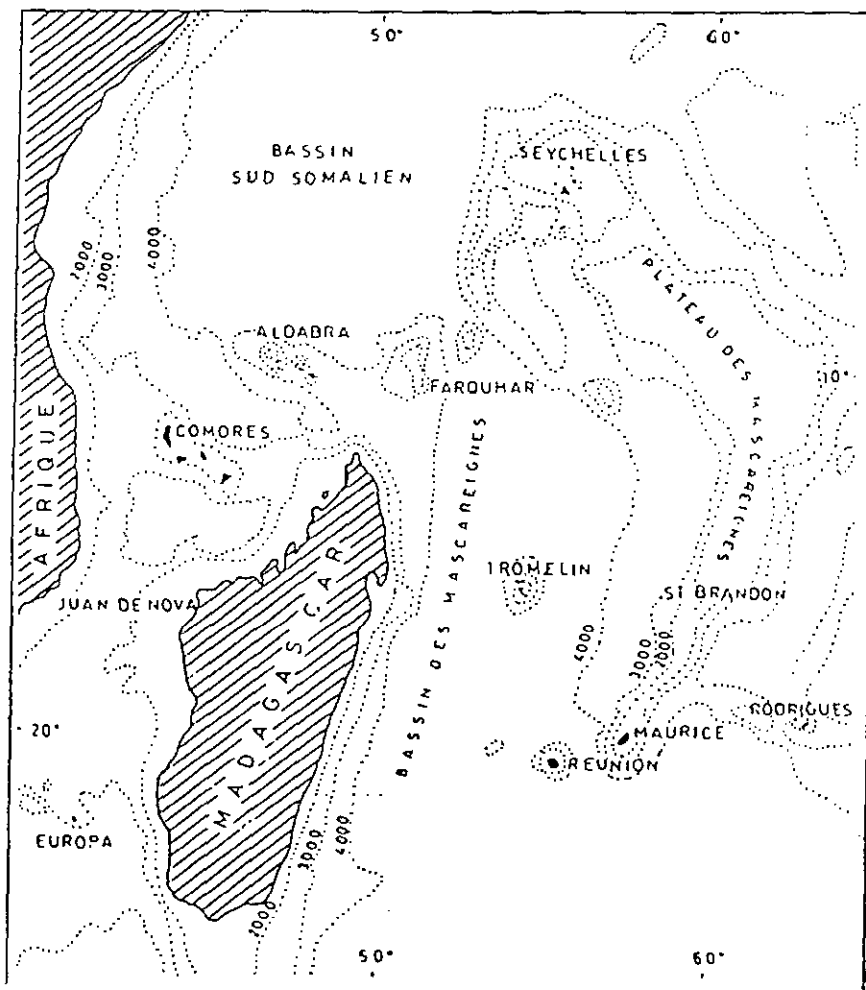 50°
60°
BASSIN
SUD SOMALIEN
SEYCHELLES
2000
3000
4000
PLATEAU DES MASCAREIGNES
ALDABRA
FARQUHAR
10°
COMORES
AFRIQUE
BASSIN DES MASCAREIGNES
TROMELIN
JUAN DE NOVA
MADAGASCAR
ST BRANDON
4000
3000
2000
RODRIGUES
20°
MAURICE
REUNION
EUROPA
2000
3000
4000
50°
60°